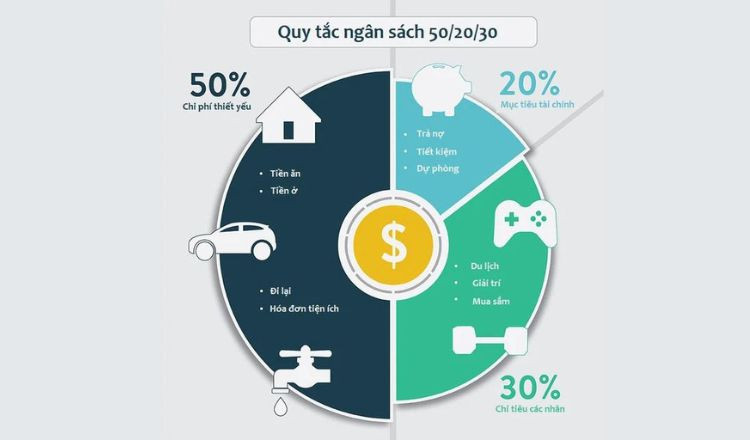 Quy tắc ngân sách 50/20/30
50%
Chi phí thiết yếu
• Tiền ăn
• Tiền ở
• Đi lại
• Hóa đơn tiện ích
20%
Mục tiêu tài chính
• Trả nợ
• Tiết kiệm
• Dự phòng
$
• Du lịch
• Giải trí
• Mua sắm
30%
Chi tiêu các nhân